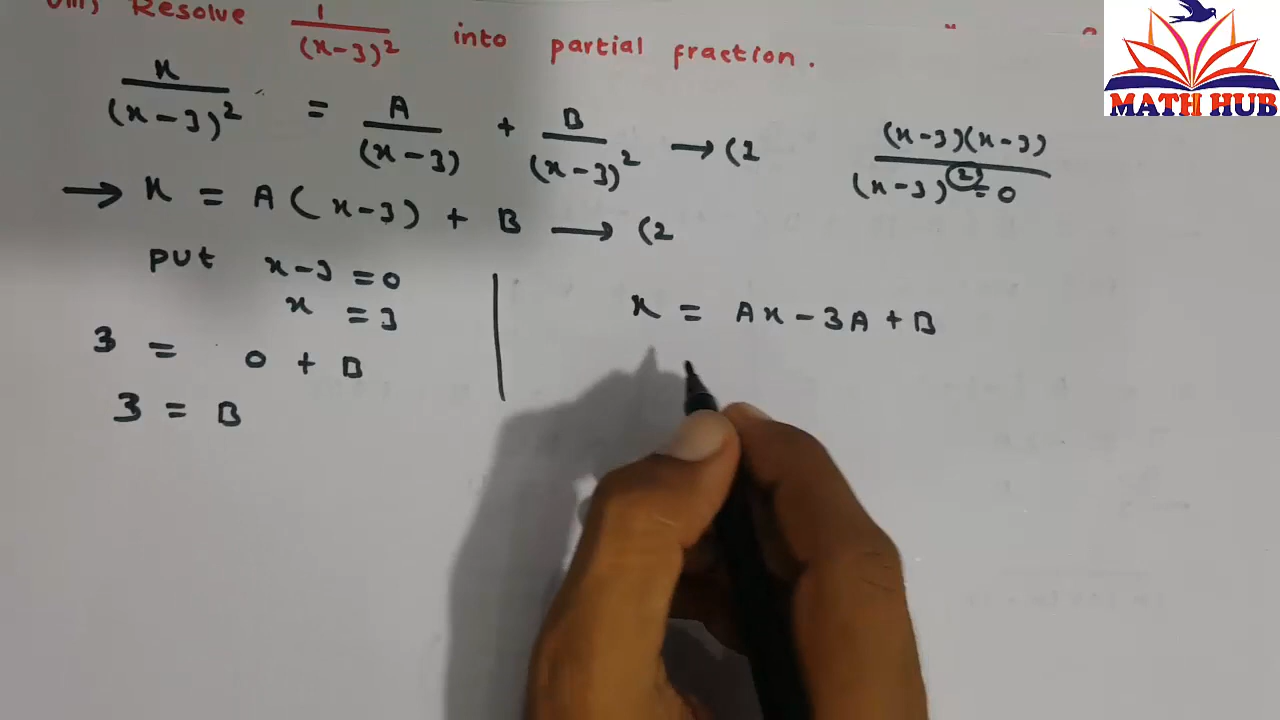 Resolve 1/(x-3)² into partial fraction.
x/(x-3)² = A/(x-3) + B/(x-3)² → (2
(x-3)(x-3)/(x-3)² = 0
→ x = A(x-3) + B → (2
put x-3 = 0
x = 3
3 = 0 + B
3 = B
x = Ax - 3A + B
MATH HUB